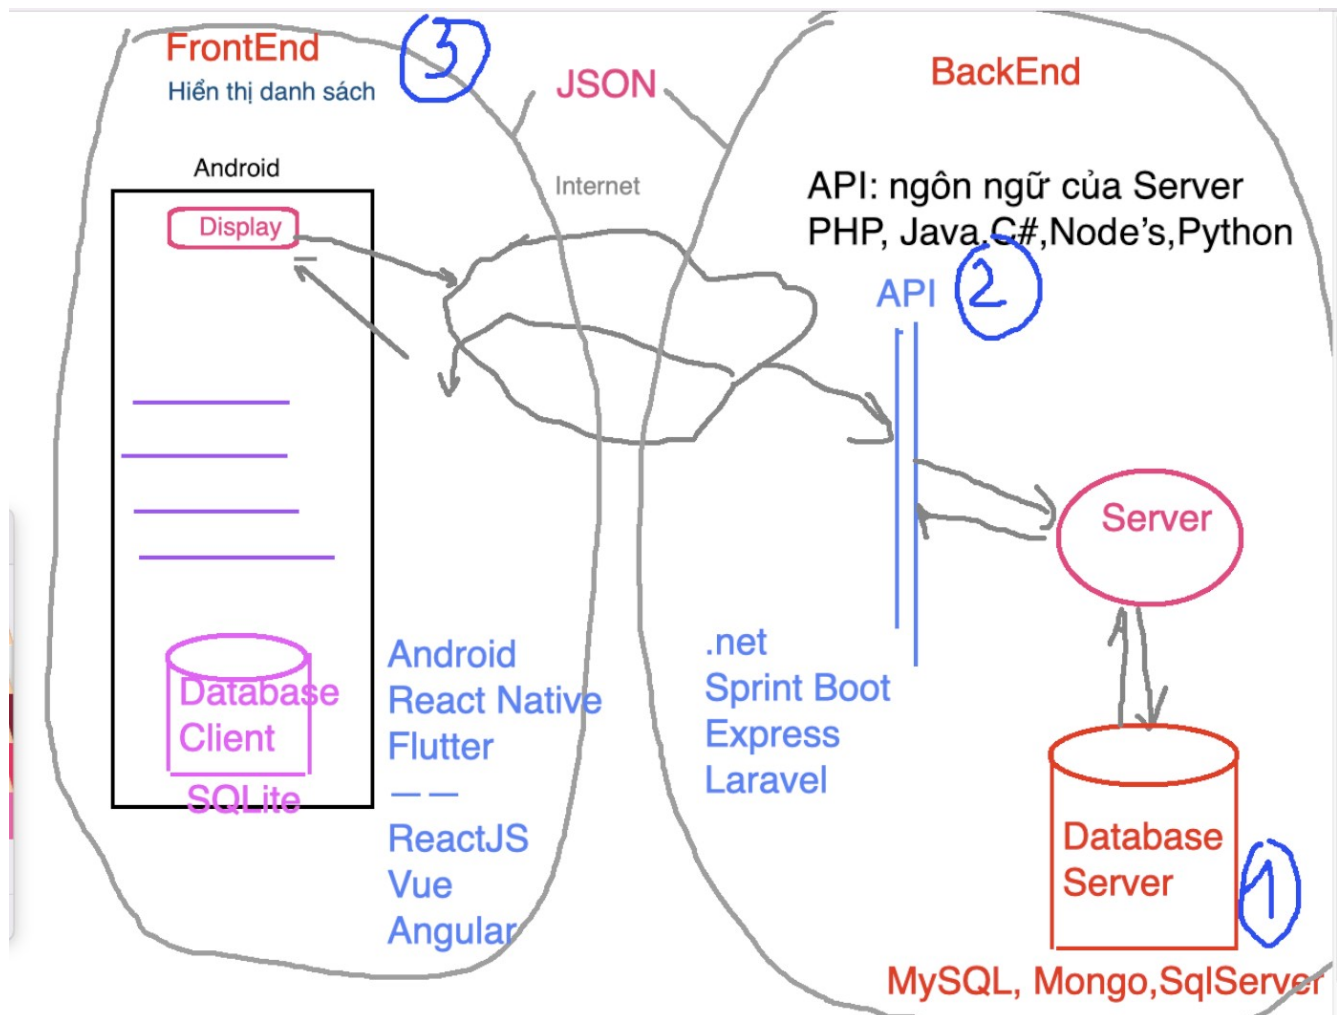 FrontEnd
3
Hiển thị danh sách
JSON
BackEnd
Android
Internet
Display
API: ngôn ngữ của Server
PHP, Java,C#,Node's,Python
API
2
Server
Database
Client
SQLite
Android
React Native
Flutter
— —
ReactJS
Vue
Angular
.net
Sprint Boot
Express
Laravel
Database
Server
1
MySQL, Mongo,SqlServer